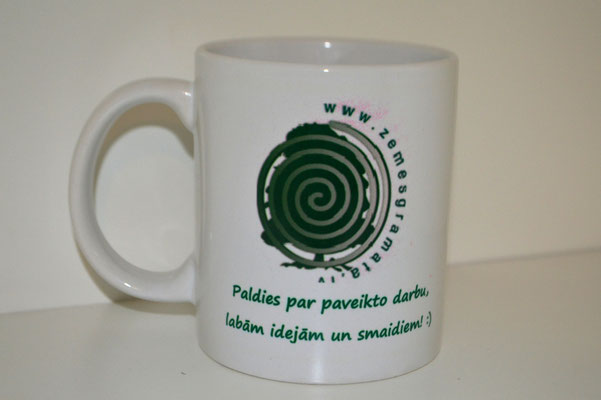 www.zemesgramata.lv
Paldies par paveikto darbu,
labām idejām un smaidiem! :)